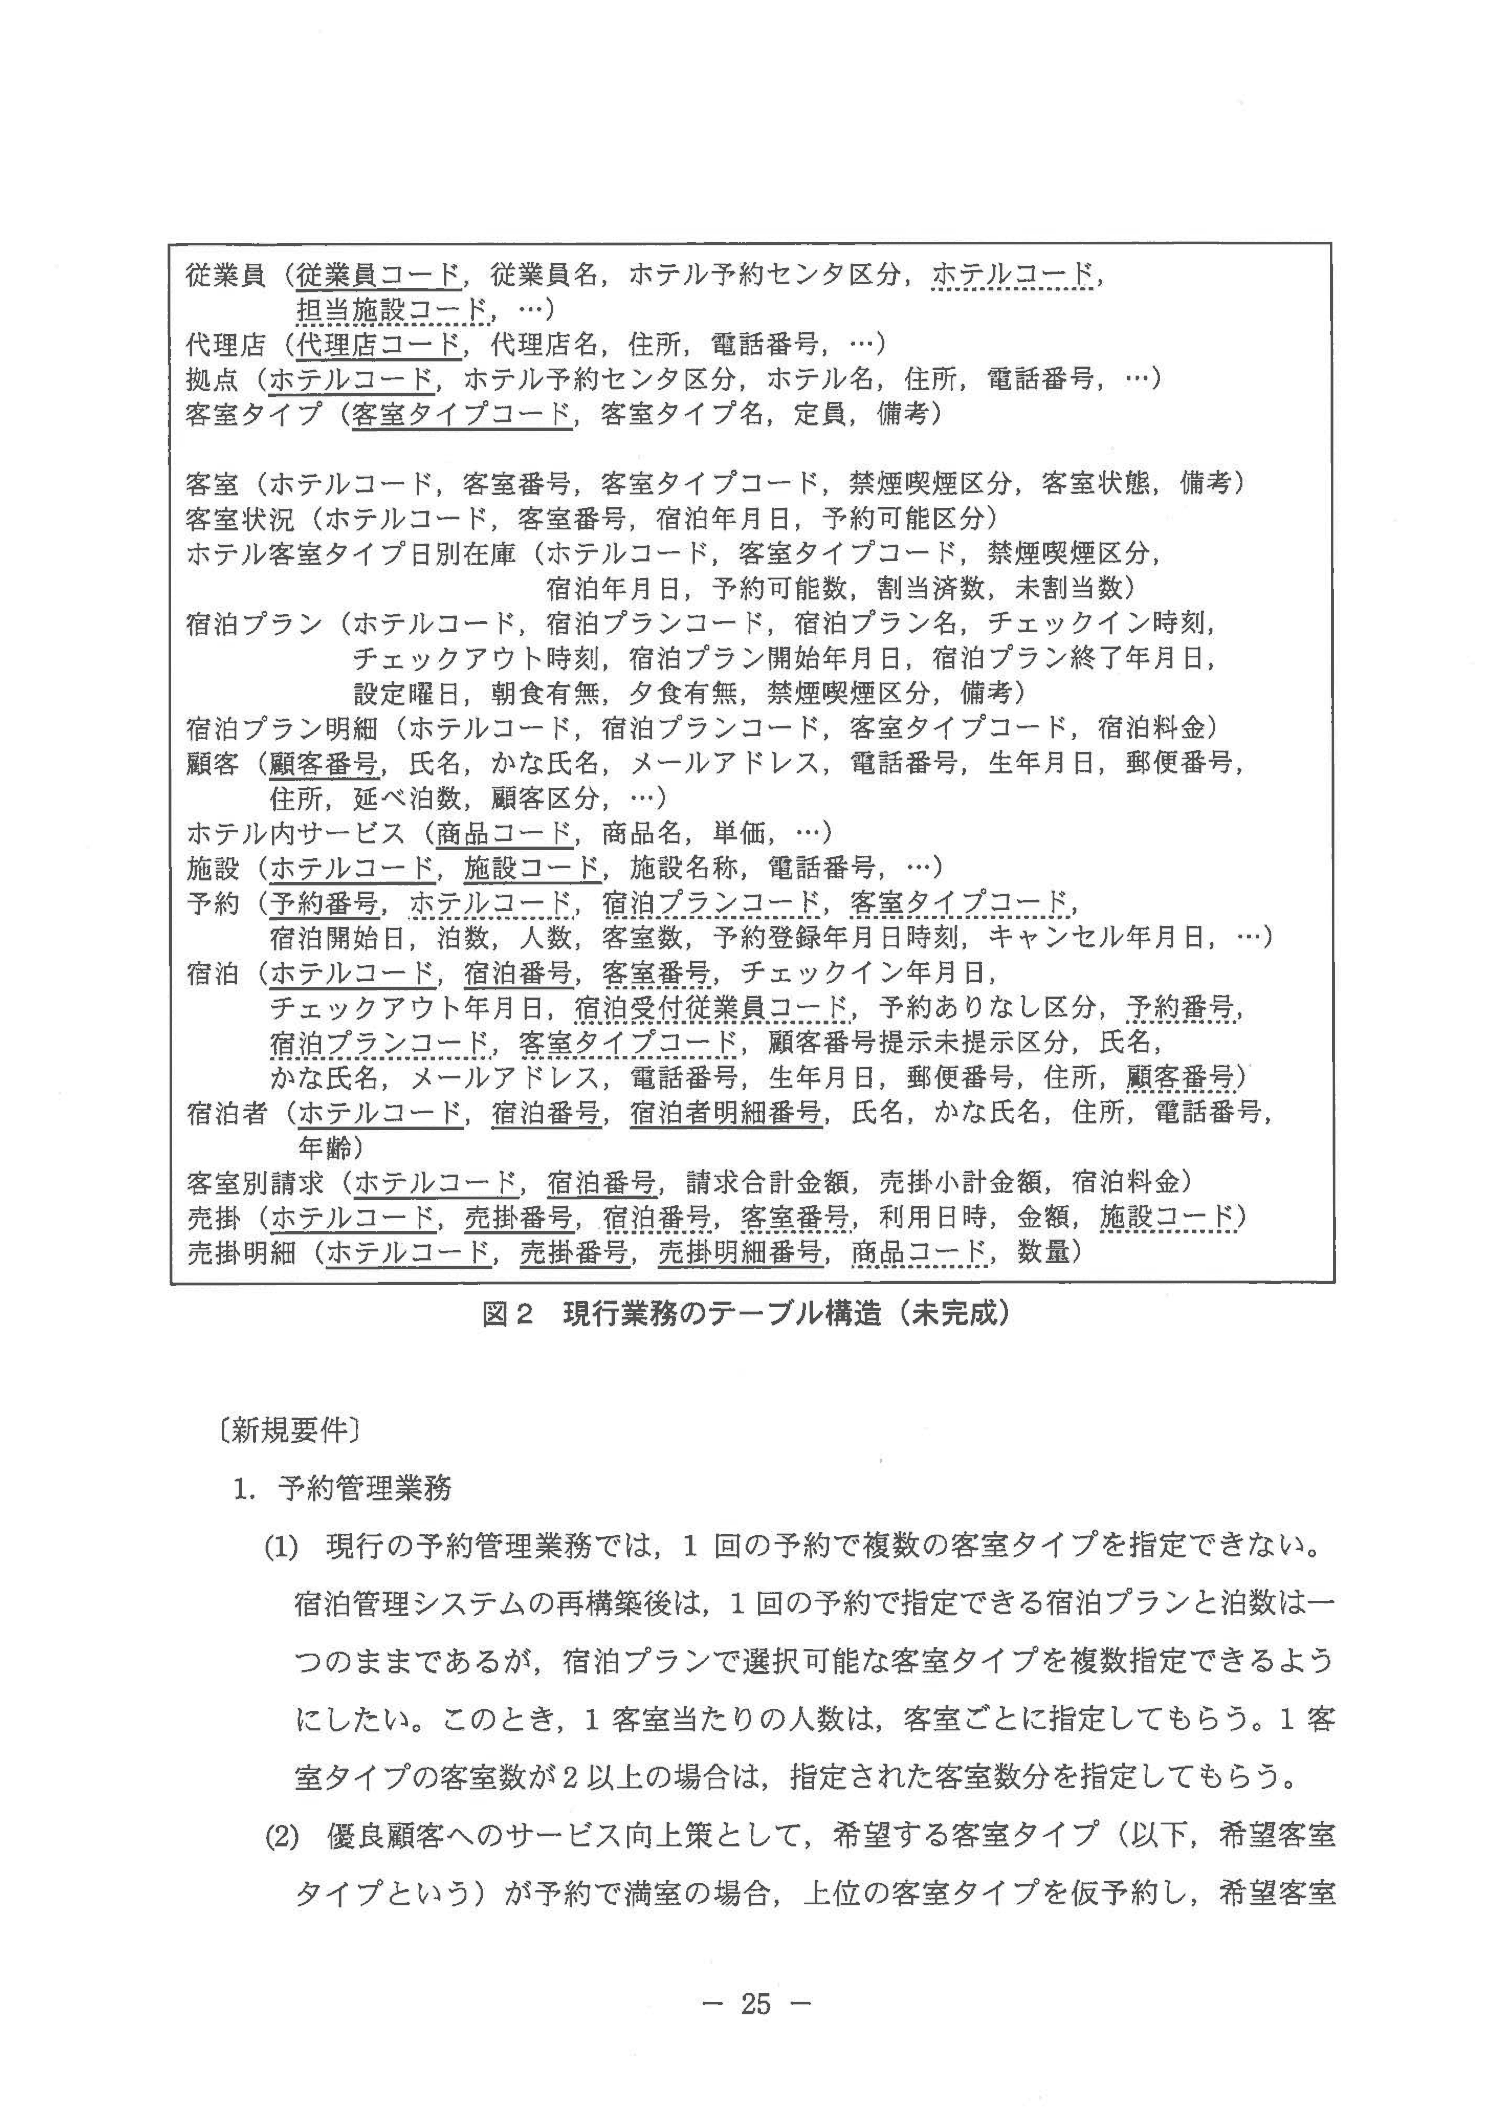 従業員（従業員コード，従業員名，ホテル予約センタ区分，ホテルコード，
担当施設コード，…）
代理店（代理店コード，代理店名，住所，電話番号，…）
拠点（ホテルコード，ホテル予約センタ区分，ホテル名，住所，電話番号，…）
客室タイプ（客室タイプコード，客室タイプ名，定員，備考）
客室（ホテルコード，客室番号，客室タイプコード，禁煙喫煙区分，客室状態，備考）
客室状況（ホテルコード，客室番号，宿泊年月日，予約可能区分）
ホテル客室タイプ日別在庫（ホテルコード，客室タイプコード，禁煙喫煙区分，
宿泊年月日，予約可能数，割当済数，未割当数）
宿泊プラン（ホテルコード，宿泊プランコード，宿泊プラン名，チェックイン時刻，
チェックアウト時刻，宿泊プラン開始年月日，宿泊プラン終了年月日，
設定曜日，朝食有無，夕食有無，禁煙喫煙区分，備考）
宿泊プラン明細（ホテルコード，宿泊プランコード，客室タイプコード，宿泊料金）
顧客（顧客番号，氏名，かな氏名，メールアドレス，電話番号，生年月日，郵便番号，
住所，延べ泊数，顧客区分，…）
ホテル内サービス（商品コード，商品名，単価，…）
施設（ホテルコード，施設コード，施設名称，電話番号，…）
予約（予約番号，ホテルコード，宿泊プランコード，客室タイプコード，
宿泊開始日，泊数，人数，客室数，予約登録年月日時刻，キャンセル年月日，…）
宿泊（ホテルコード，宿泊番号，客室番号，チェックイン年月日，
チェックアウト年月日，宿泊受付従業員コード，予約ありなし区分，予約番号，
宿泊プランコード，客室タイプコード，顧客番号提示未提示区分，氏名，
かな氏名，メールアドレス，電話番号，生年月日，郵便番号，住所，顧客番号）
宿泊者（ホテルコード，宿泊番号，宿泊者明細番号，氏名，かな氏名，住所，電話番号，
年齢）
客室別請求（ホテルコード，宿泊番号，請求合計金額，売掛小計金額，宿泊料金）
売掛（ホテルコード，売掛番号，宿泊番号，客室番号，利用日時，金額，施設コード）
売掛明細（ホテルコード，売掛番号，売掛明細番号，商品コード，数量）
図2　現行業務のテーブル構造（未完成）
〔新規要件〕
1. 予約管理業務
(1) 現行の予約管理業務では，1 回の予約で複数の客室タイプを指定できない。
宿泊管理システムの再構築後は，1 回の予約で指定できる宿泊プランと泊数は一
つのままであるが，宿泊プランで選択可能な客室タイプを複数指定できるよう
にしたい。このとき，1 客室当たりの人数は，客室ごとに指定してもらう。1 客
室タイプの客室数が 2 以上の場合は，指定された客室数分を指定してもらう。
(2) 優良顧客へのサービス向上策として，希望する客室タイプ（以下，希望客室
タイプという）が予約で満室の場合，上位の客室タイプを仮予約し，希望客室
－ 25 －